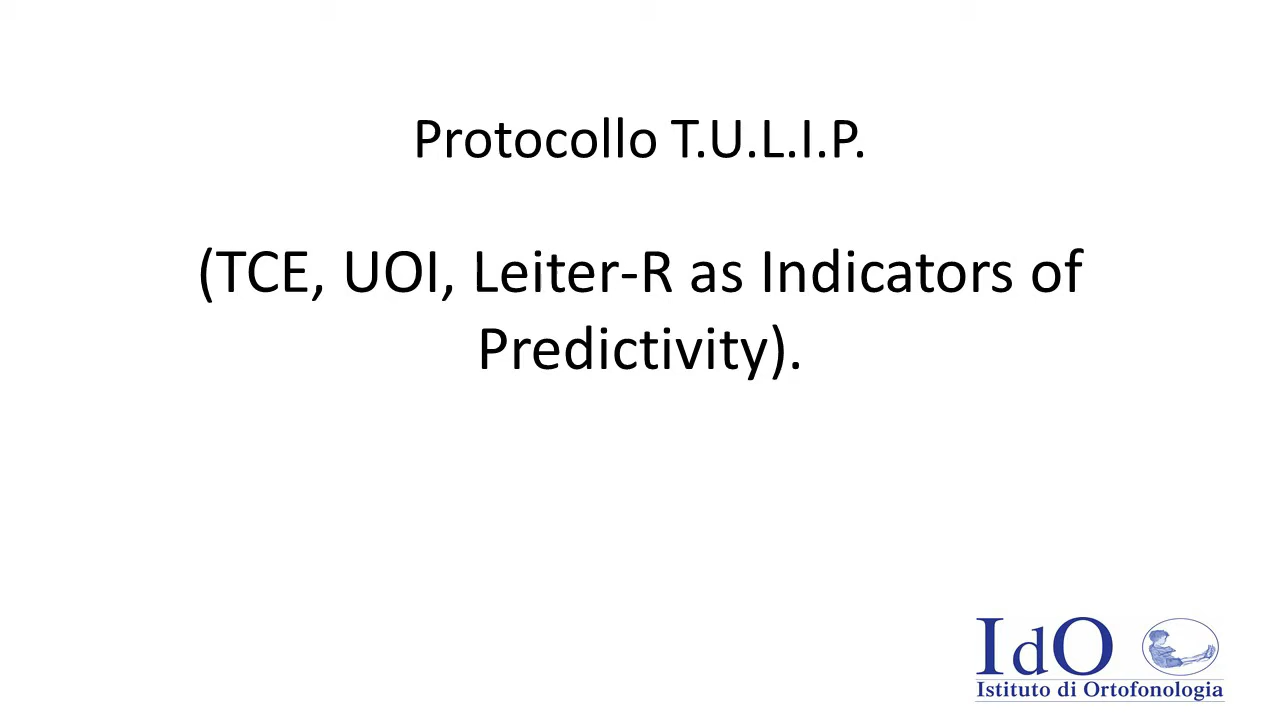 Protocollo T.U.L.I.P.
(TCE, UOI, Leiter-R as Indicators of
Predictivity).
IdO
Istituto di Ortofonologia